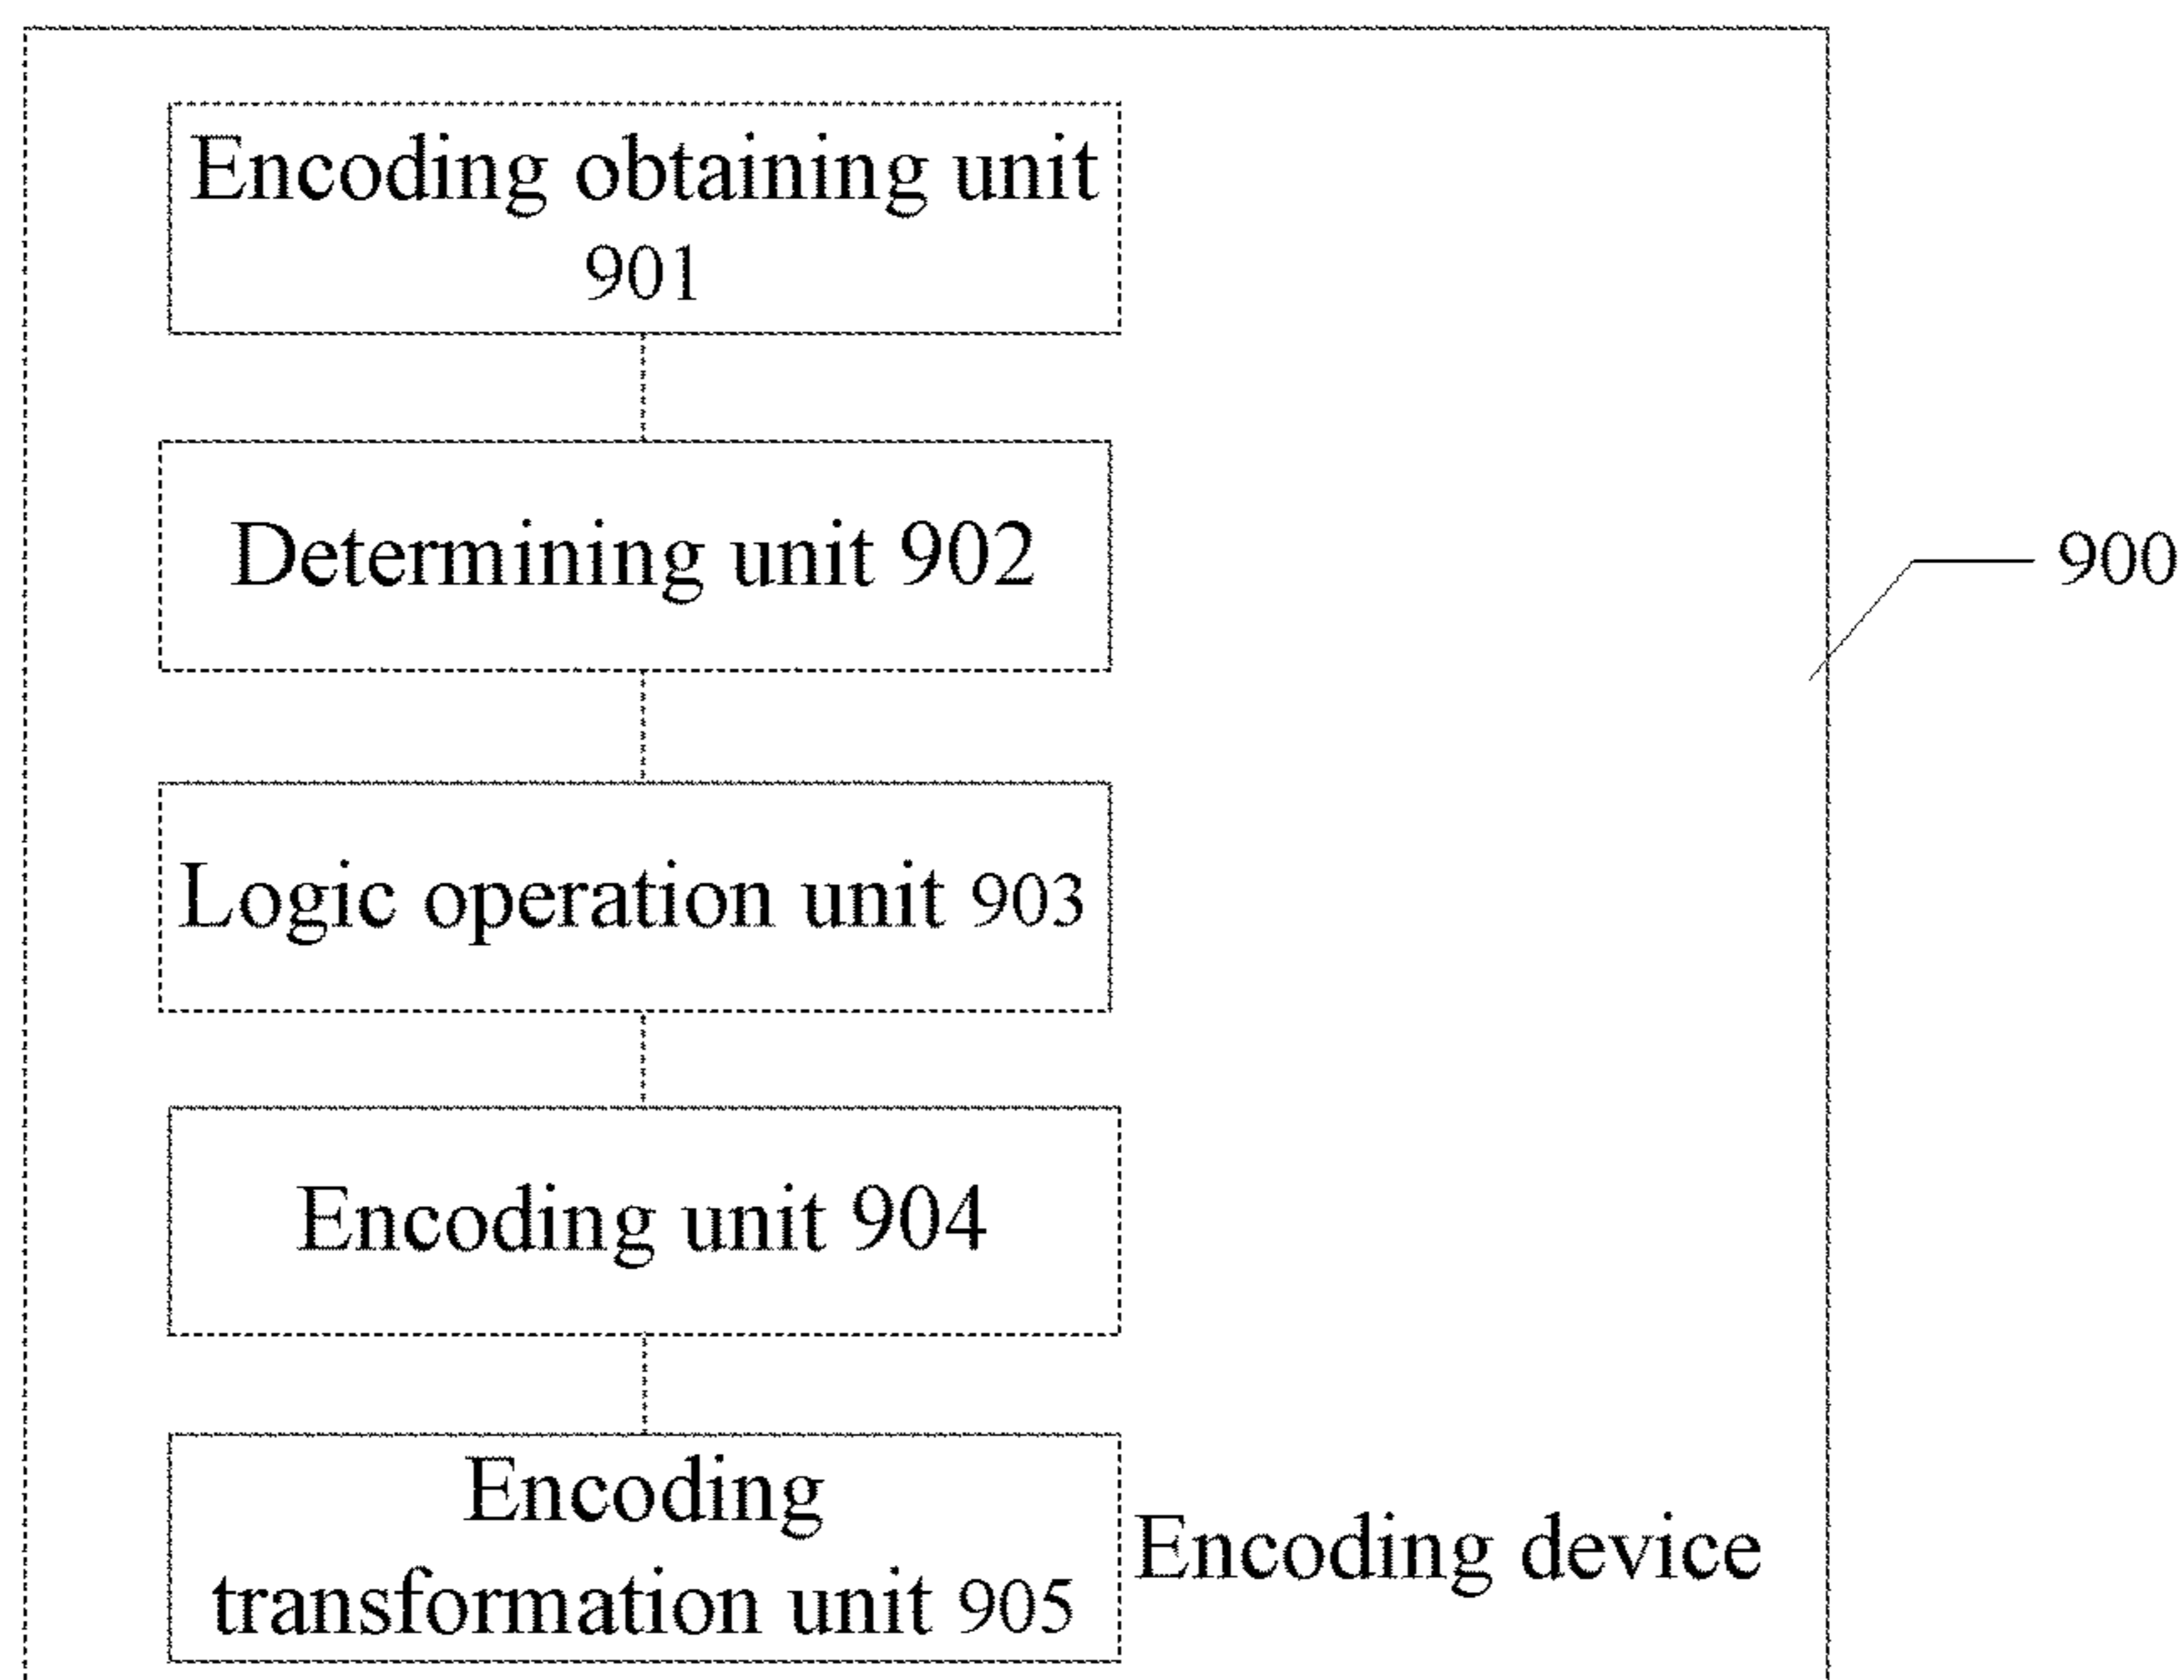 Encoding obtaining unit
901
Determining unit 902
900
Logic operation unit 903
Encoding unit 904
Encoding
transformation unit 905
Encoding device